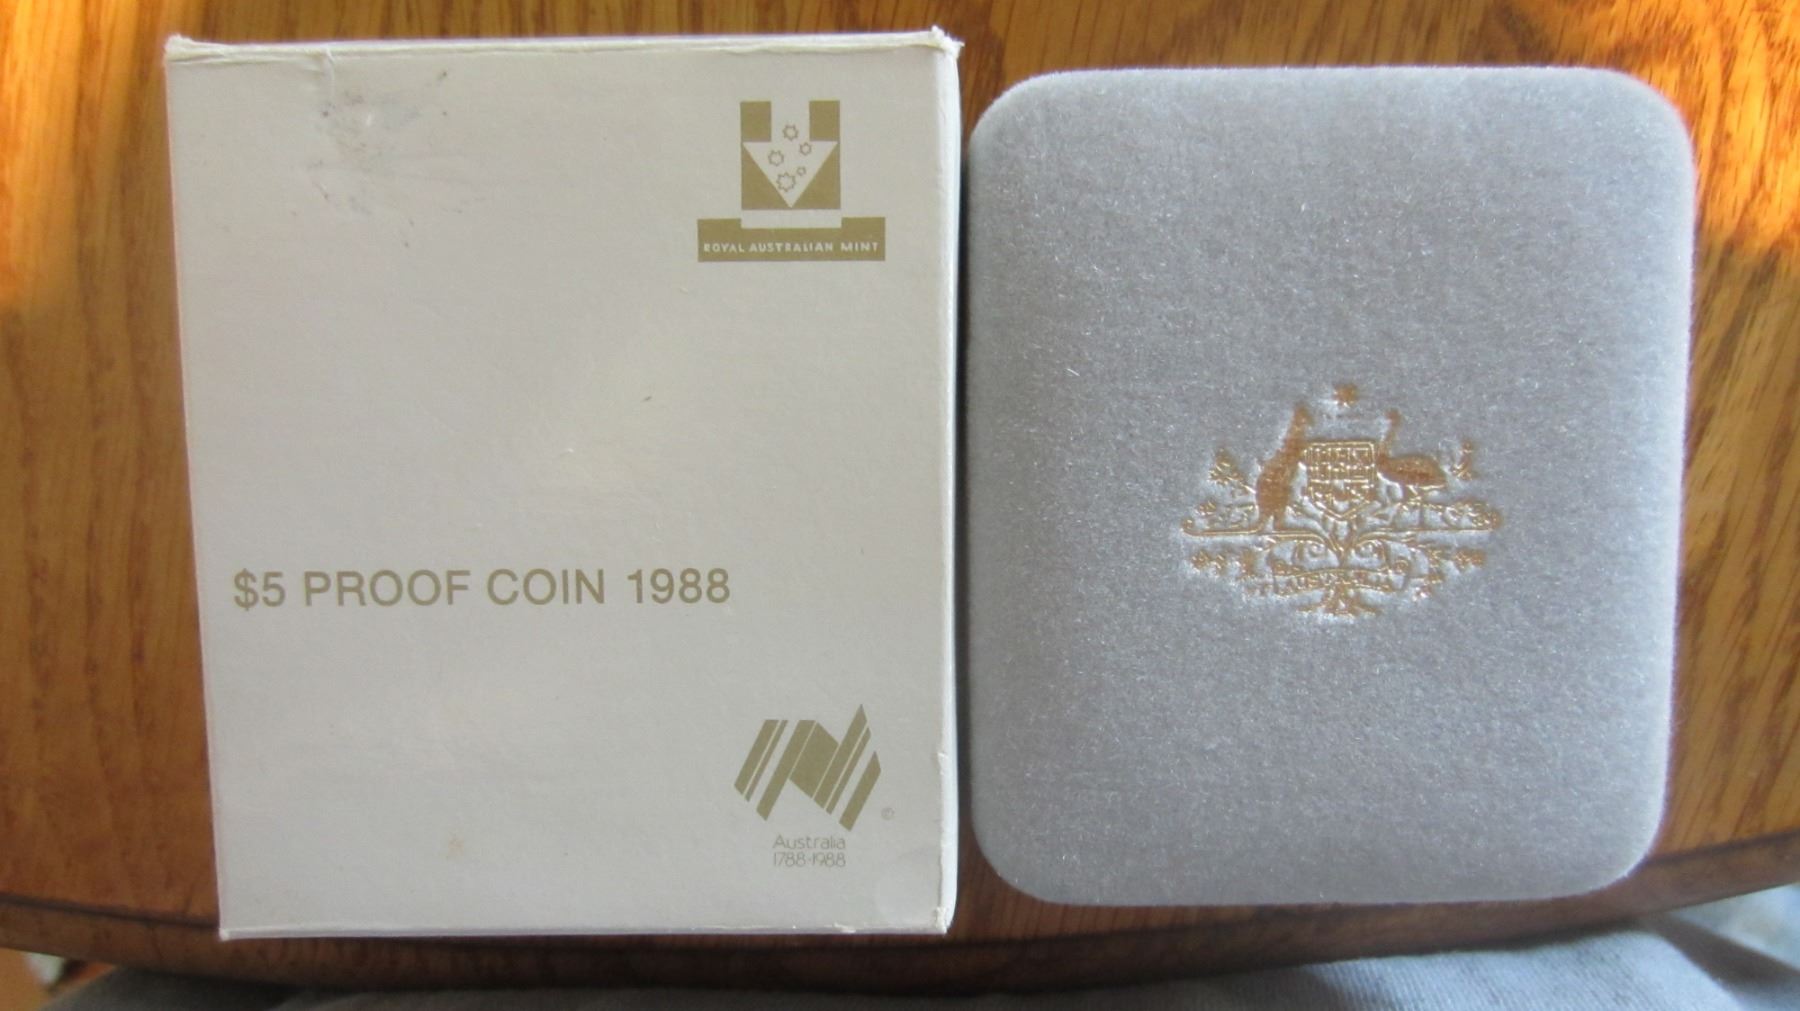 ROYAL AUSTRALIAN MINT
$5 PROOF COIN 1988
©
Australia
1788-1988
AUSTRALIA